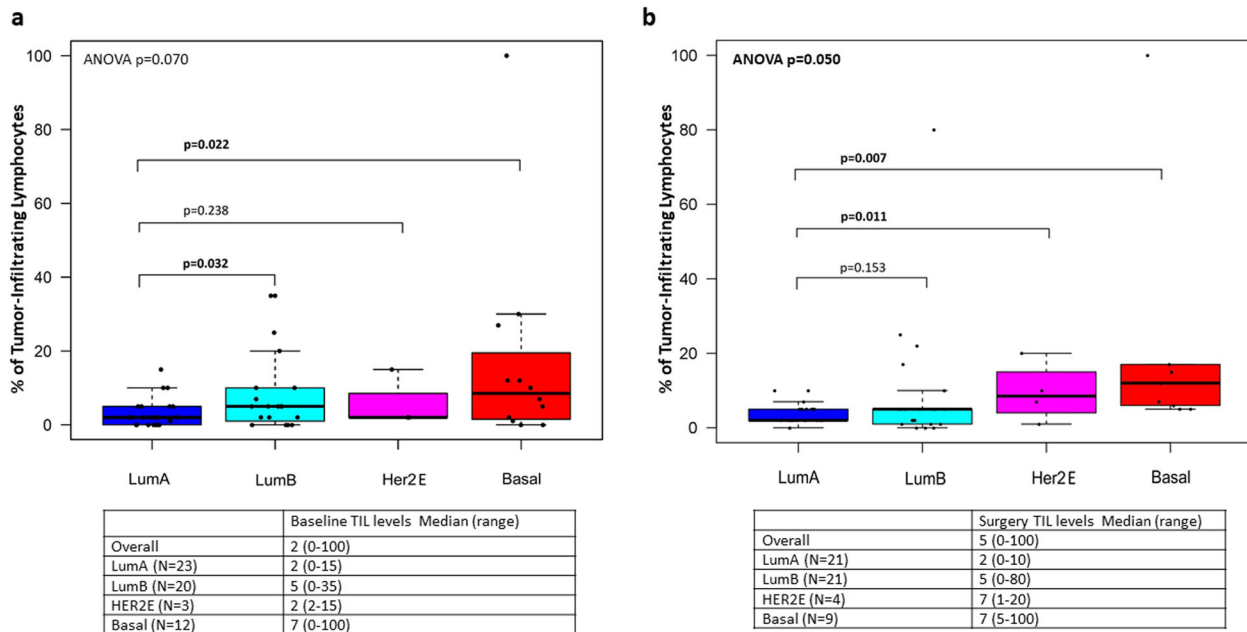 a
ANOVA p=0.070
p=0.022
p=0.238
p=0.032
% of Tumor-Infiltrating Lymphocytes
100
80
60
40
20
0
LumA LumB Her2E Basal
Baseline TIL levels Median (range)
Overall 2 (0-100)
LumA (N=23) 2 (0-15)
LumB (N=20) 5 (0-35)
HER2E (N=3) 2 (2-15)
Basal (N=12) 7 (0-100)
b
ANOVA p=0.050
p=0.007
p=0.011
p=0.153
% of Tumor-Infiltrating Lymphocytes
100
80
60
40
20
0
LumA LumB Her2E Basal
Surgery TIL levels Median (range)
Overall 5 (0-100)
LumA (N=21) 2 (0-10)
LumB (N=21) 5 (0-80)
HER2E (N=4) 7 (1-20)
Basal (N=9) 7 (5-100)